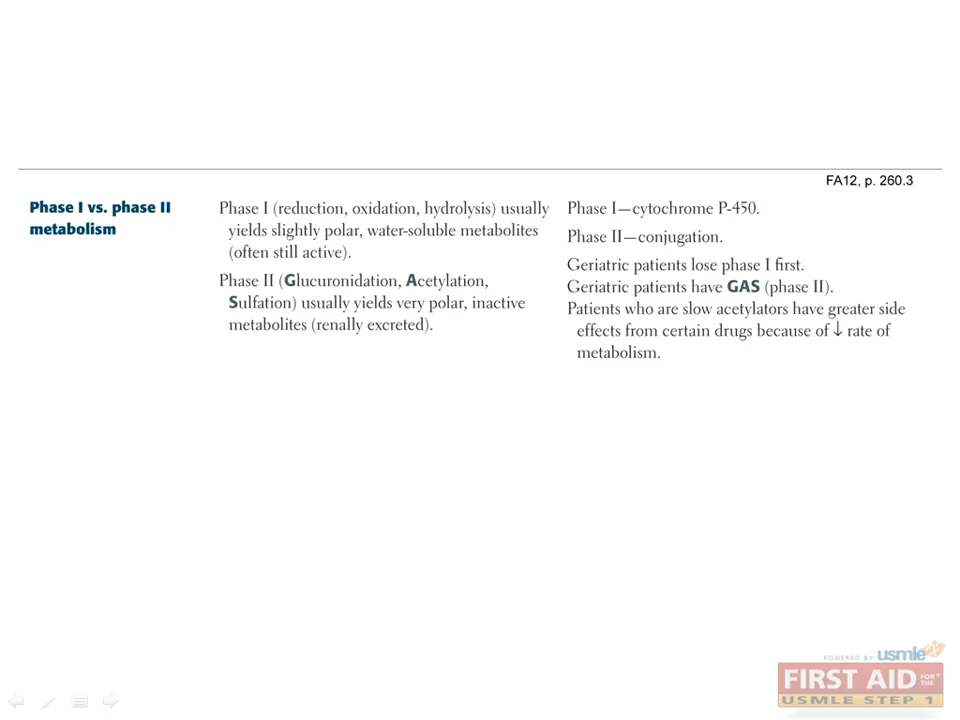 FA12, p. 260.3
Phase I vs. phase II
metabolism
Phase I (reduction, oxidation, hydrolysis) usually
yields slightly polar, water-soluble metabolites
(often still active).
Phase II (Glucuronidation, Acetylation,
Sulfation) usually yields very polar, inactive
metabolites (renally excreted).
Phase I—cytochrome P-450.
Phase II—conjugation.
Geriatric patients lose phase I first.
Geriatric patients have GAS (phase II).
Patients who are slow acetylators have greater side
effects from certain drugs because of ↓ rate of
metabolism.
POWERED BY usmle
FIRST AID FOR THE
USMLE STEP 1